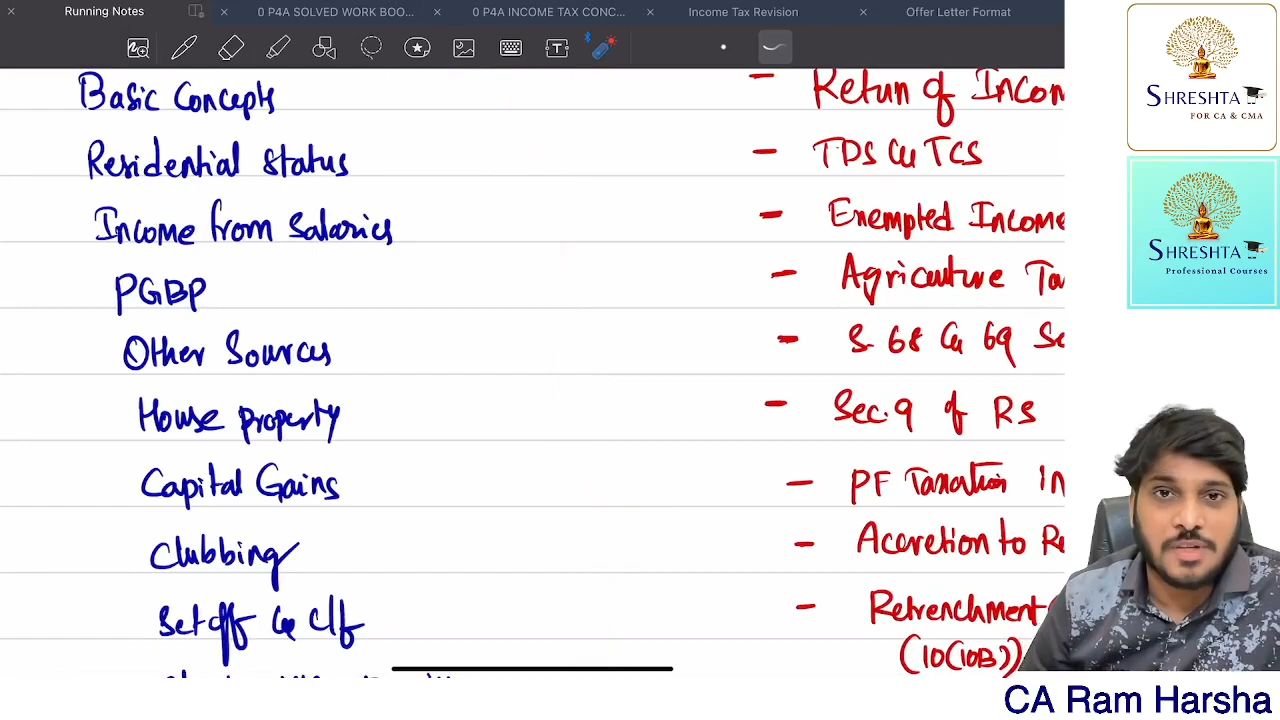 Running Notes
0 P4A SOLVED WORK BOO...
0 P4A INCOME TAX CONC...
Income Tax Revision
Offer Letter Format
Basic Concepts
Residential Status
Income from Salaries
PGBP
Other Sources
House property
Capital Gains
Clubbing
Set off & C/f
- Return of Incom
- TDS & TCS
- Exempted Income
- Agriculture Ta
- S. 68 & 69 Se
- Sec. 9 of RS
- PF Taxation In
- Accretion to Re
- Retrenchment
(10(10B))
SHRESHTA
FOR CA & CMA
SHRESHTA
Professional Courses
CA Ram Harsha